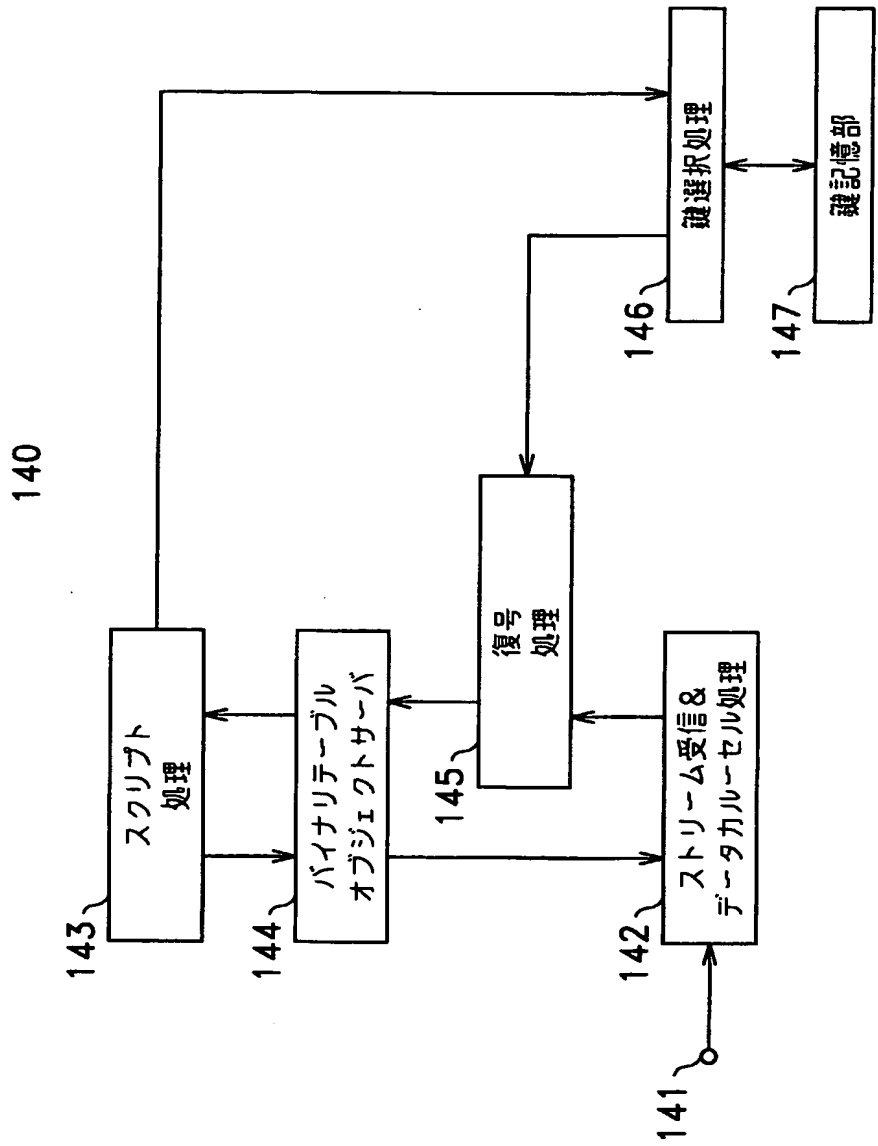 140
143
スクリプト
処理
144
バイナリテーブル
オブジェクトサーバ
145
復号
処理
142
ストリーム受信&
データカルーセル処理
141
146
鍵選択処理
147
鍵記憶部